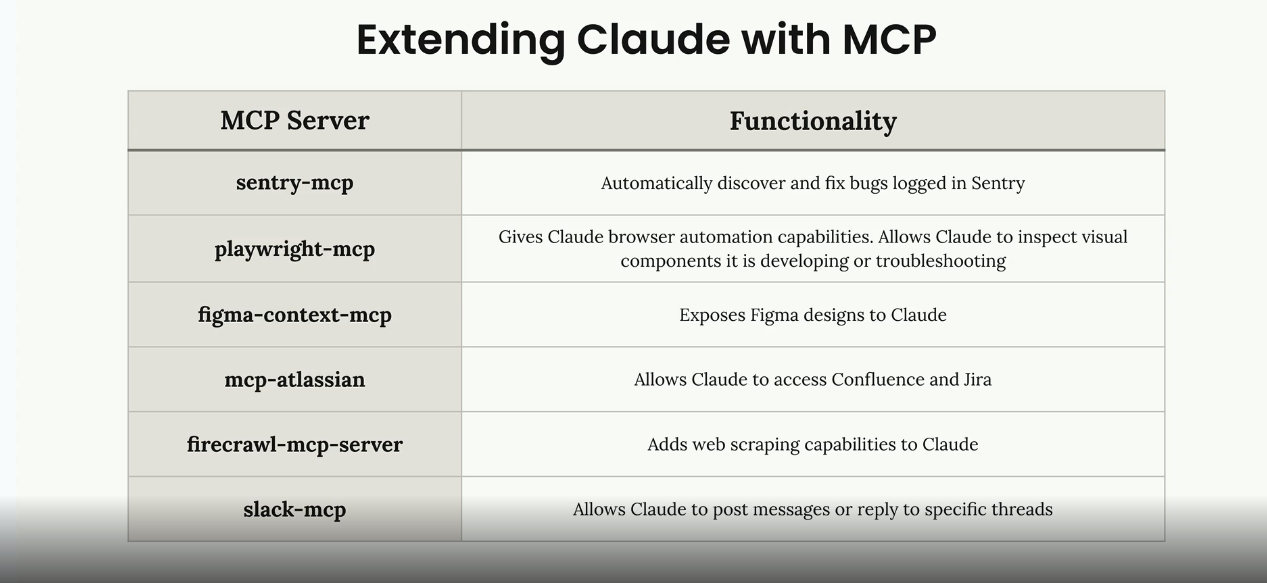 Extending Claude with MCP
MCP Server
Functionality
sentry-mcp
Automatically discover and fix bugs logged in Sentry
playwright-mcp
Gives Claude browser automation capabilities. Allows Claude to inspect visual
components it is developing or troubleshooting
figma-context-mcp
Exposes Figma designs to Claude
mcp-atlassian
Allows Claude to access Confluence and Jira
firecrawl-mcp-server
Adds web scraping capabilities to Claude
slack-mcp
Allows Claude to post messages or reply to specific threads